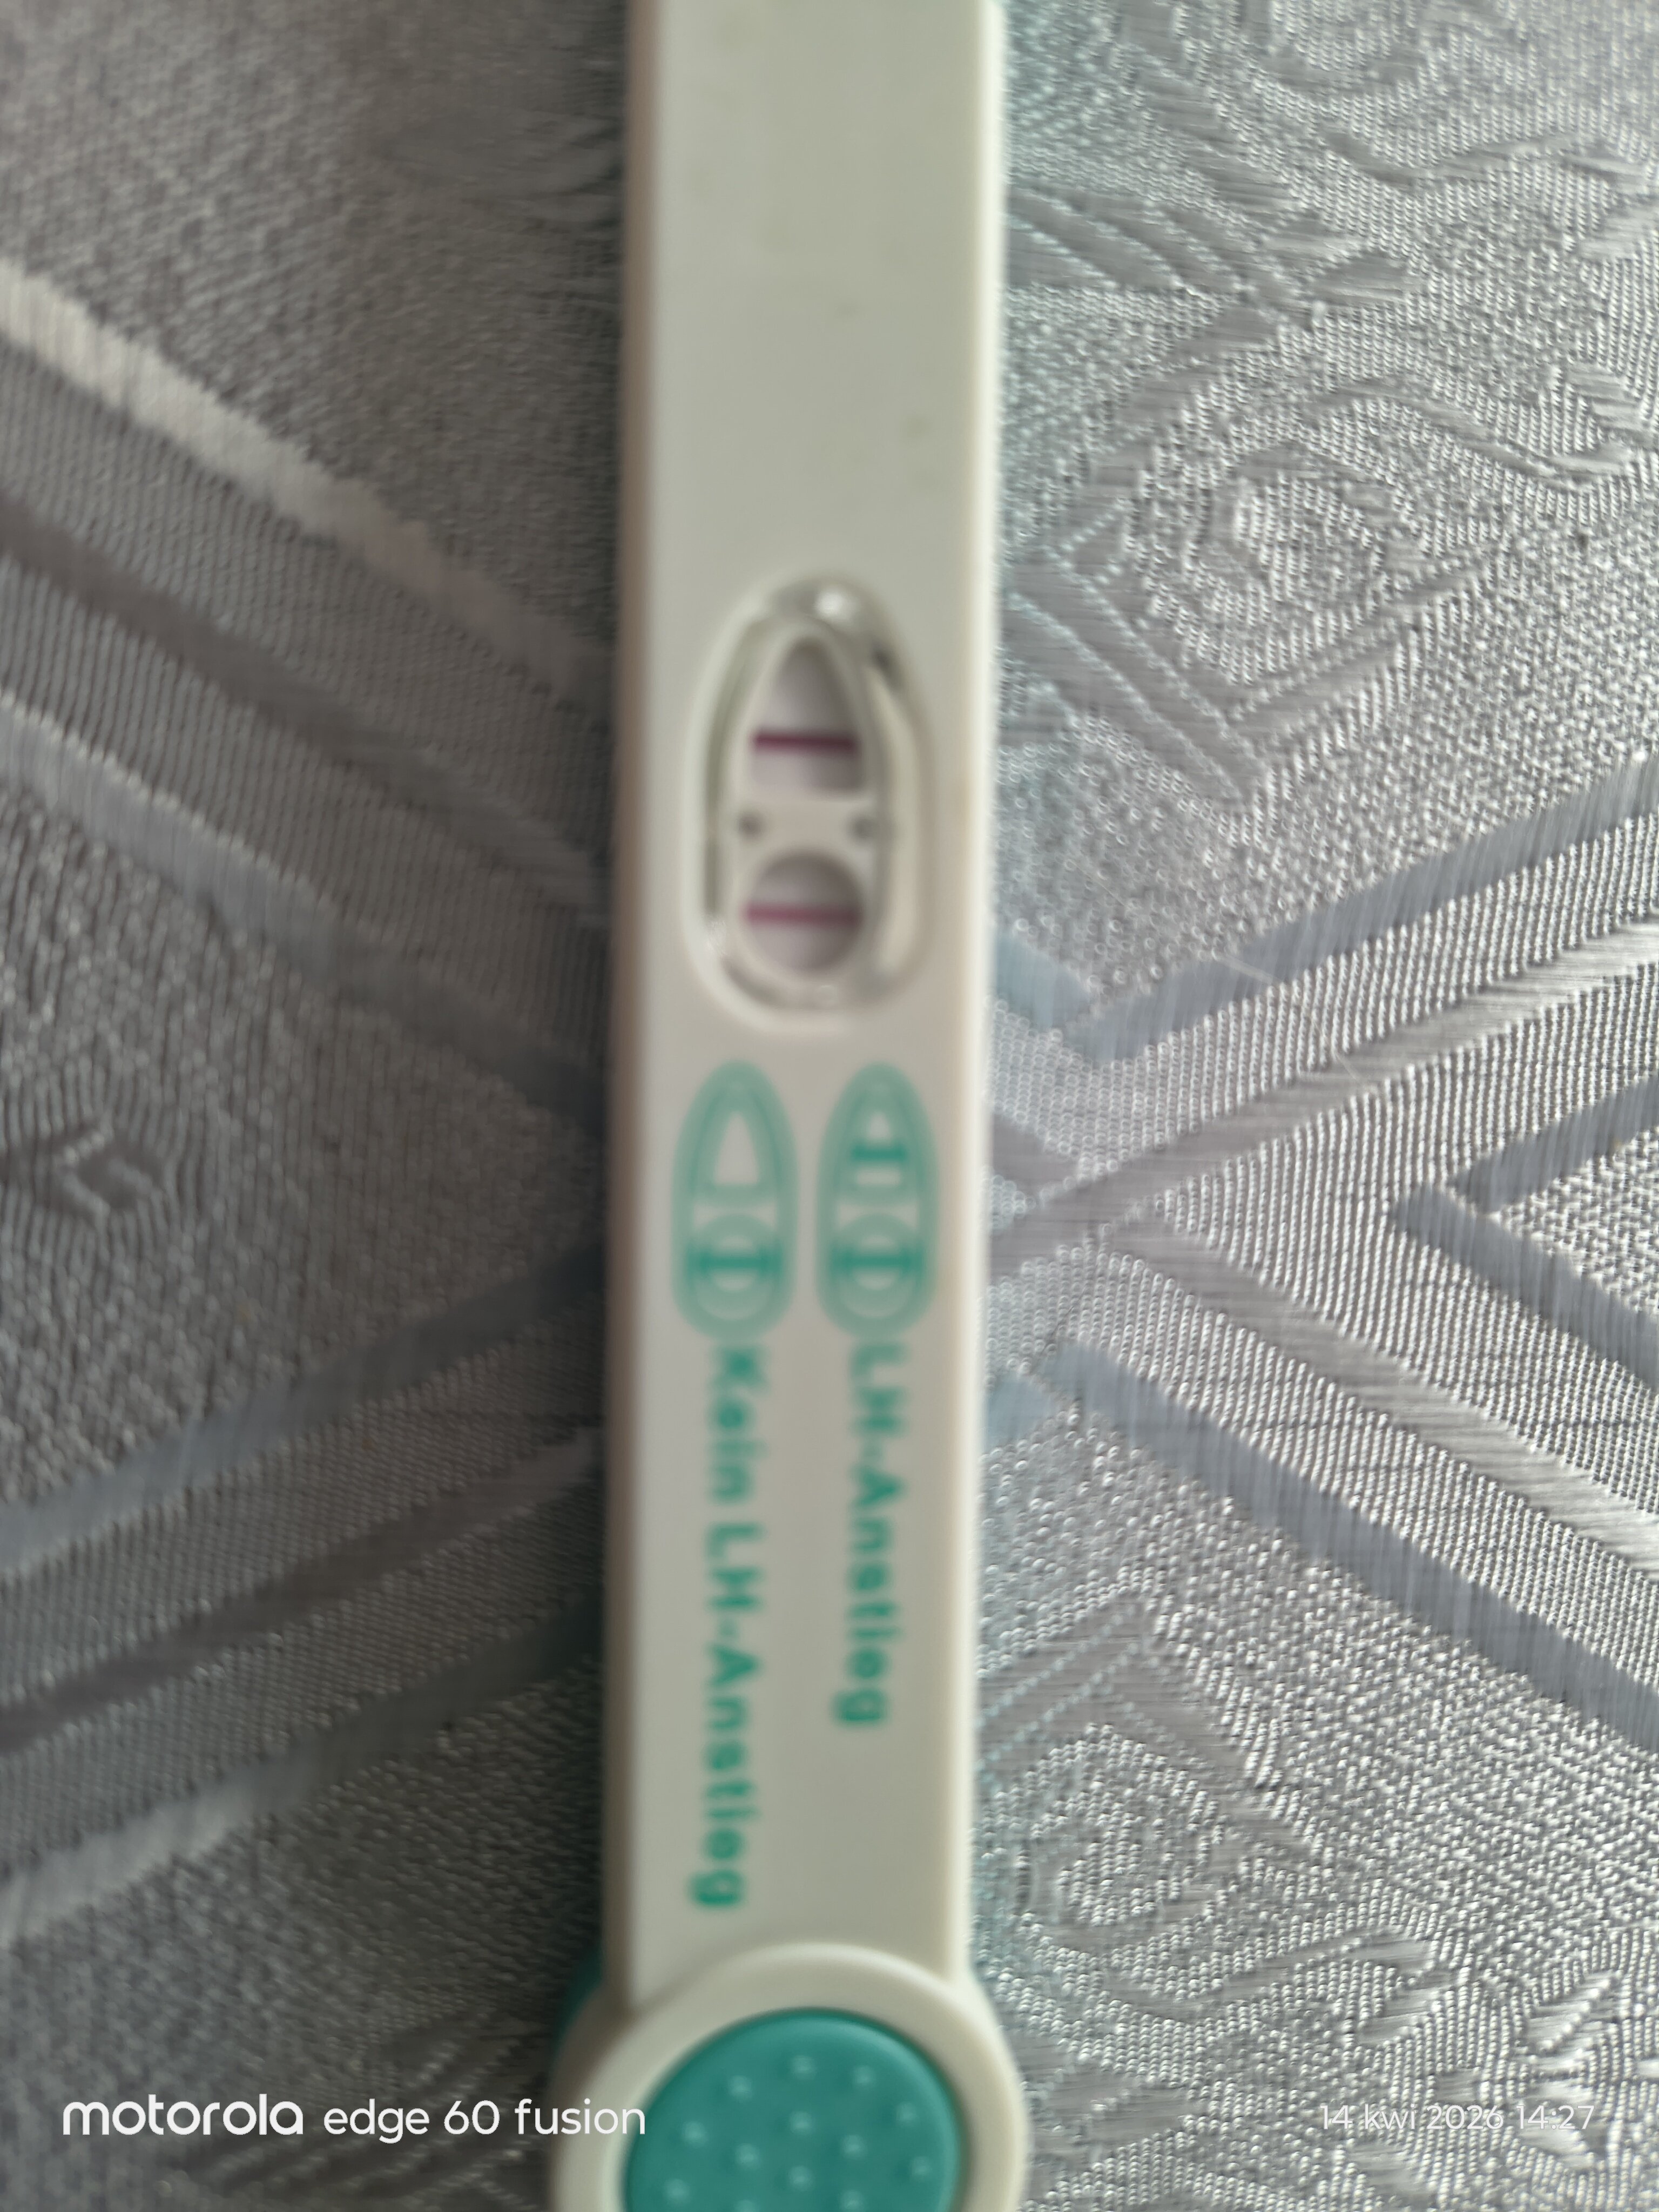 LH-Anstieg
Kein LH-Anstieg
motorola edge 60 fusion
14 kwi 2026 14:27